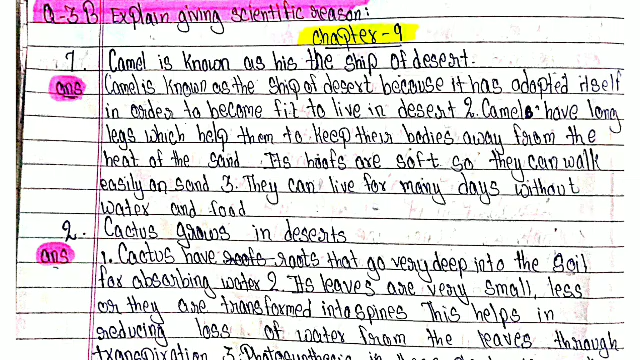 Q-3 B Explain giving scientific reason:
chapter-9
1. Camel is known as his the ship of desert.
ans Camel is known as the ship of desert because it has adapted itself
in order to become fit to live in desert 2. Camels have long
legs which help them to keep their bodies away from the
heat of the sand. Its hoofs are soft so they can walk
easily on sand 3. They can live for many days without
water and food
2. Cactus grows in deserts
ans 1. Cactus have roots roots that go very deep into the soil
for absorbing water 2. Its leaves are very small, less
or they are transformed into spines This helps in
reducing loss of water from the leaves through
transpiration 3. Photosynthesis in